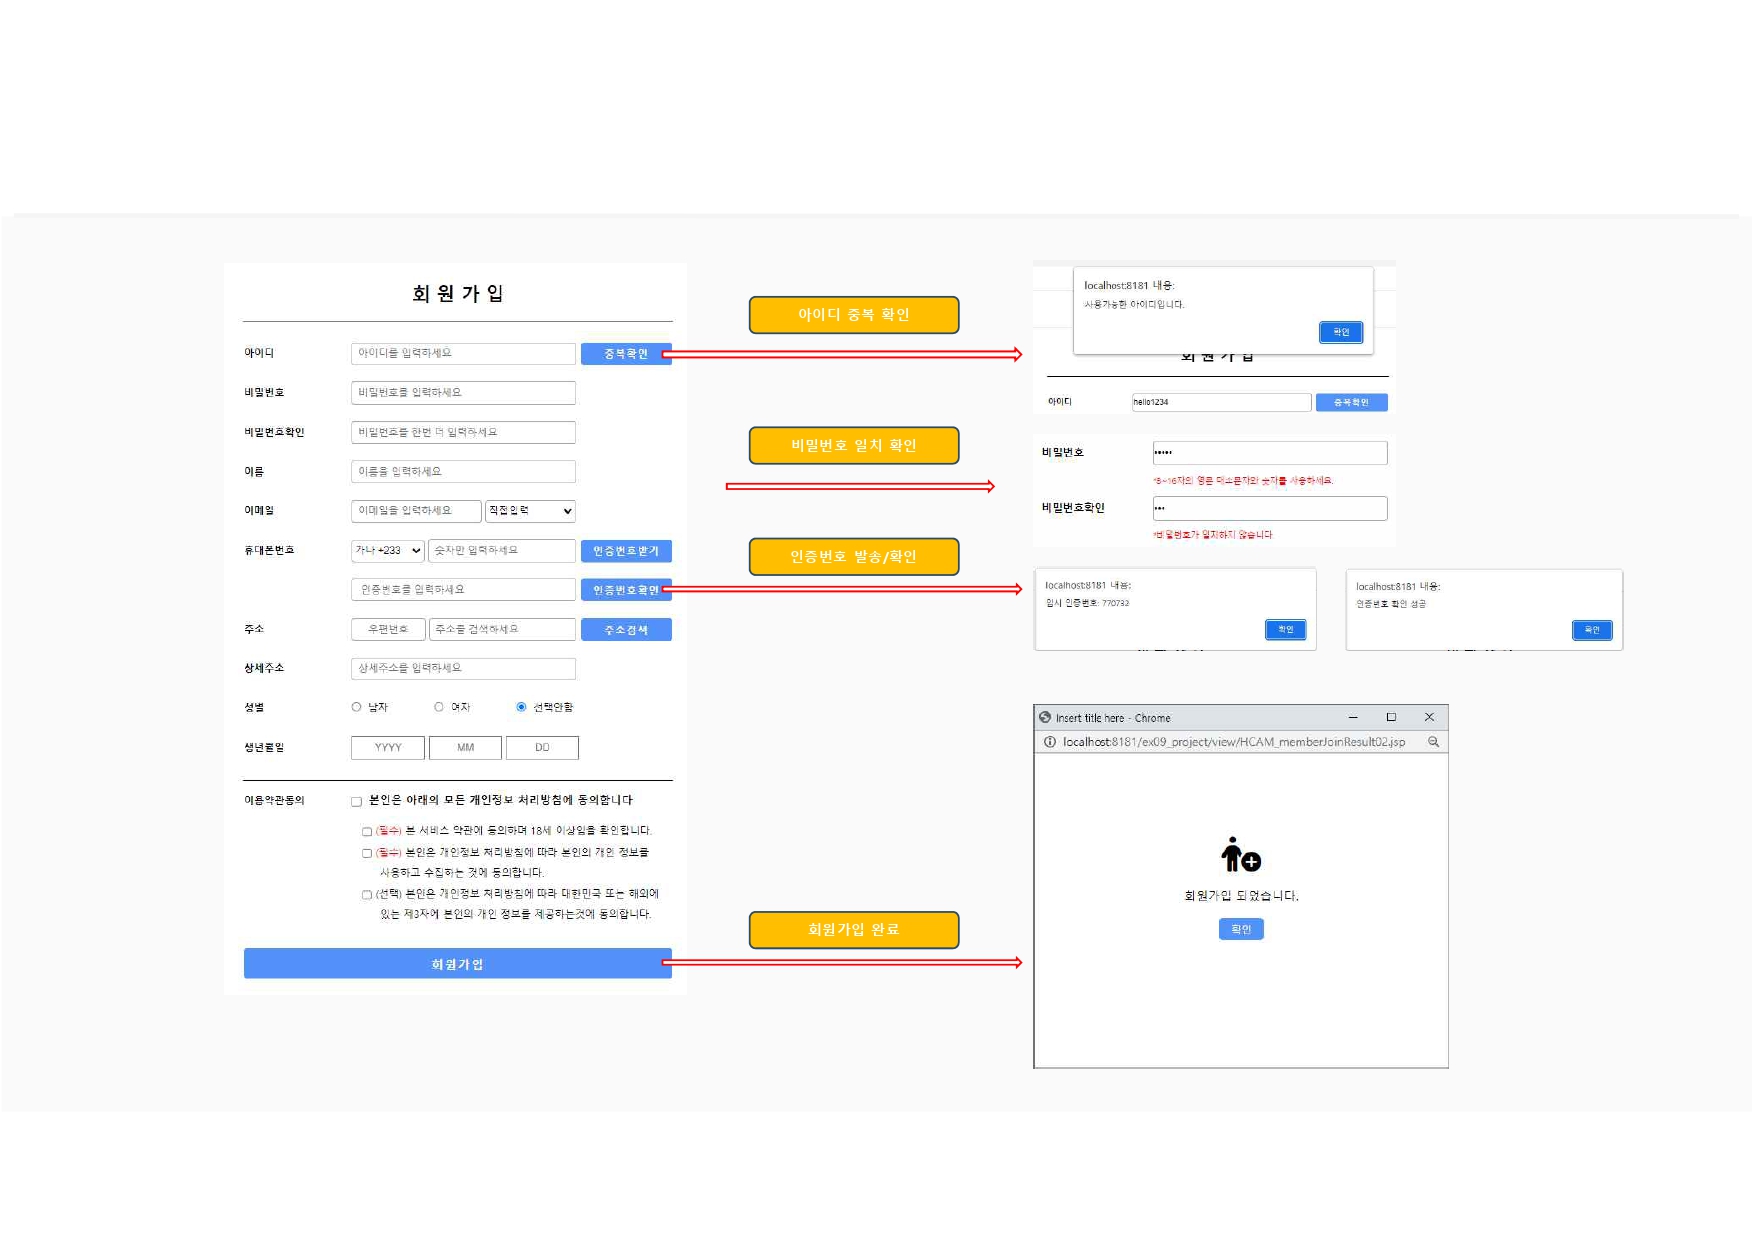 회원가입
아이디 아이디를 입력하세요 중복확인
비밀번호 비밀번호를 입력하세요
비밀번호확인 비밀번호를 한번 더 입력하세요
이름 이름을 입력하세요
이메일 이메일을 입력하세요 직접입력
휴대폰번호 가나 +233 숫자만 입력하세요 인증번호받기
인증번호를 입력하세요 인증번호확인
주소 우편번호 주소를 검색하세요 주소검색
상세주소 상세주소를 입력하세요
성별 남자 여자 선택안함
생년월일 YYYY MM DD
이용약관동의 본인은 아래의 모든 개인정보 처리방침에 동의합니다
(필수) 본 서비스 약관에 동의하며 18세 이상임을 확인합니다.
(필수) 본인은 개인정보 처리방침에 따라 본인의 개인 정보를
사용하고 수집하는 것에 동의합니다.
(선택) 본인은 개인정보 처리방침에 따라 대한민국 또는 해외에
있는 제3자에 본인의 개인 정보를 제공하는것에 동의합니다.
회원가입
아이디 중복 확인
비밀번호 일치 확인
인증번호 발송/확인
회원가입 완료
localhost:8181 내용:
사용가능한 아이디입니다.
확인
회원가입
아이디 hello1234 중복확인
비밀번호 •••••
*8~16자의 영문 대소문자와 숫자를 사용하세요.
비밀번호확인 •••
*비밀번호가 일치하지 않습니다
localhost:8181 내용:
임시 인증번호: 770732
확인
localhost:8181 내용:
인증번호 확인 성공
확인
Insert title here - Chrome
localhost:8181/ex09_project/view/HCAM_memberJoinResult02.jsp
회원가입 되었습니다.
확인